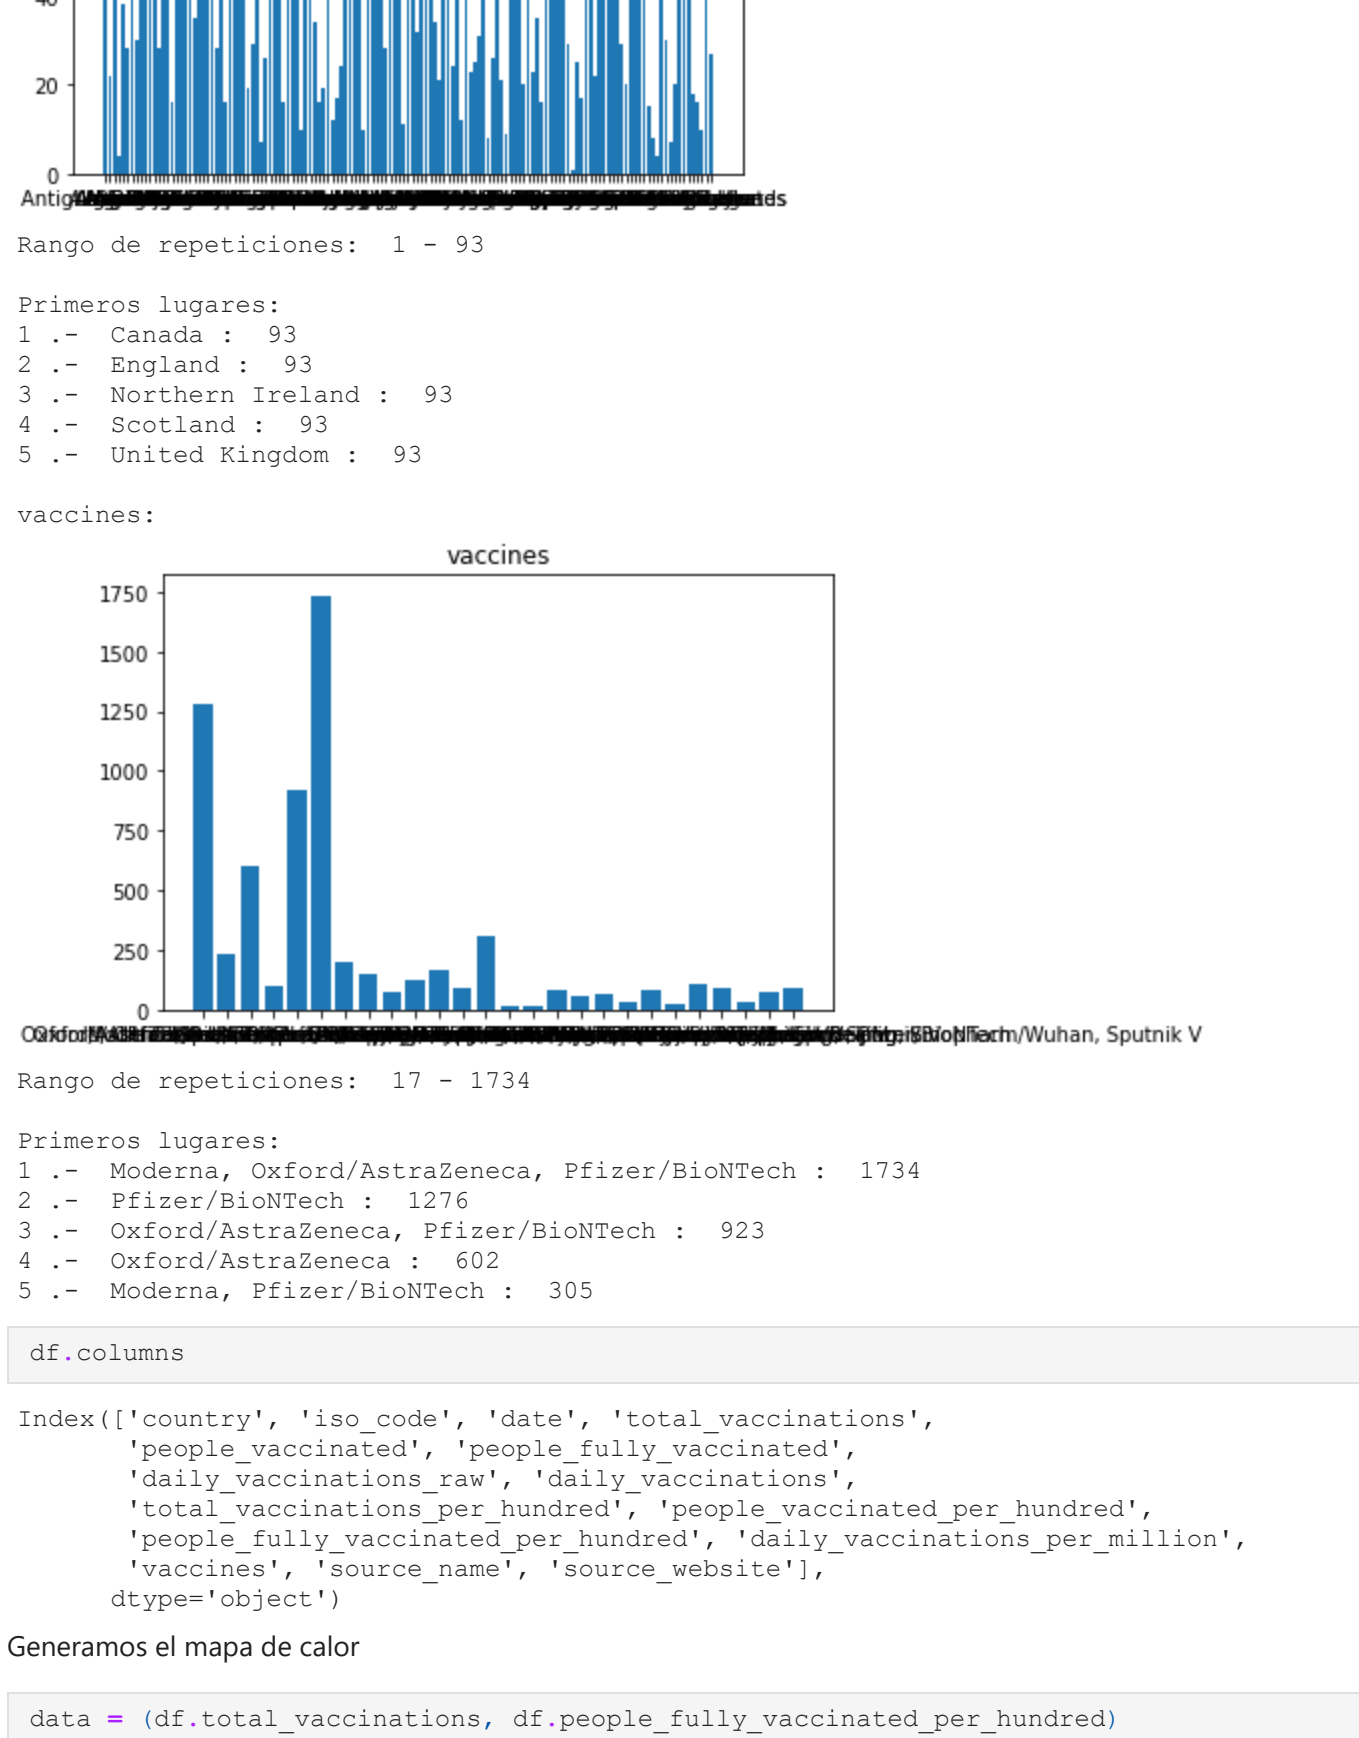 40
20
0
Rango de repeticiones:  1 - 93
Primeros lugares:
1 .-  Canada :  93
2 .-  England :  93
3 .-  Northern Ireland :  93
4 .-  Scotland :  93
5 .-  United Kingdom :  93
vaccines:
vaccines
1750
1500
1250
1000
750
500
250
0
/Wuhan, Sputnik V
Rango de repeticiones:  17 - 1734
Primeros lugares:
1 .-  Moderna, Oxford/AstraZeneca, Pfizer/BioNTech :  1734
2 .-  Pfizer/BioNTech :  1276
3 .-  Oxford/AstraZeneca, Pfizer/BioNTech :  923
4 .-  Oxford/AstraZeneca :  602
5 .-  Moderna, Pfizer/BioNTech :  305
df.columns
Index(['country', 'iso_code', 'date', 'total_vaccinations',
'people_vaccinated', 'people_fully_vaccinated',
'daily_vaccinations_raw', 'daily_vaccinations',
'total_vaccinations_per_hundred', 'people_vaccinated_per_hundred',
'people_fully_vaccinated_per_hundred', 'daily_vaccinations_per_million',
'vaccines', 'source_name', 'source_website'],
dtype='object')
Generamos el mapa de calor
data = (df.total_vaccinations, df.people_fully_vaccinated_per_hundred)